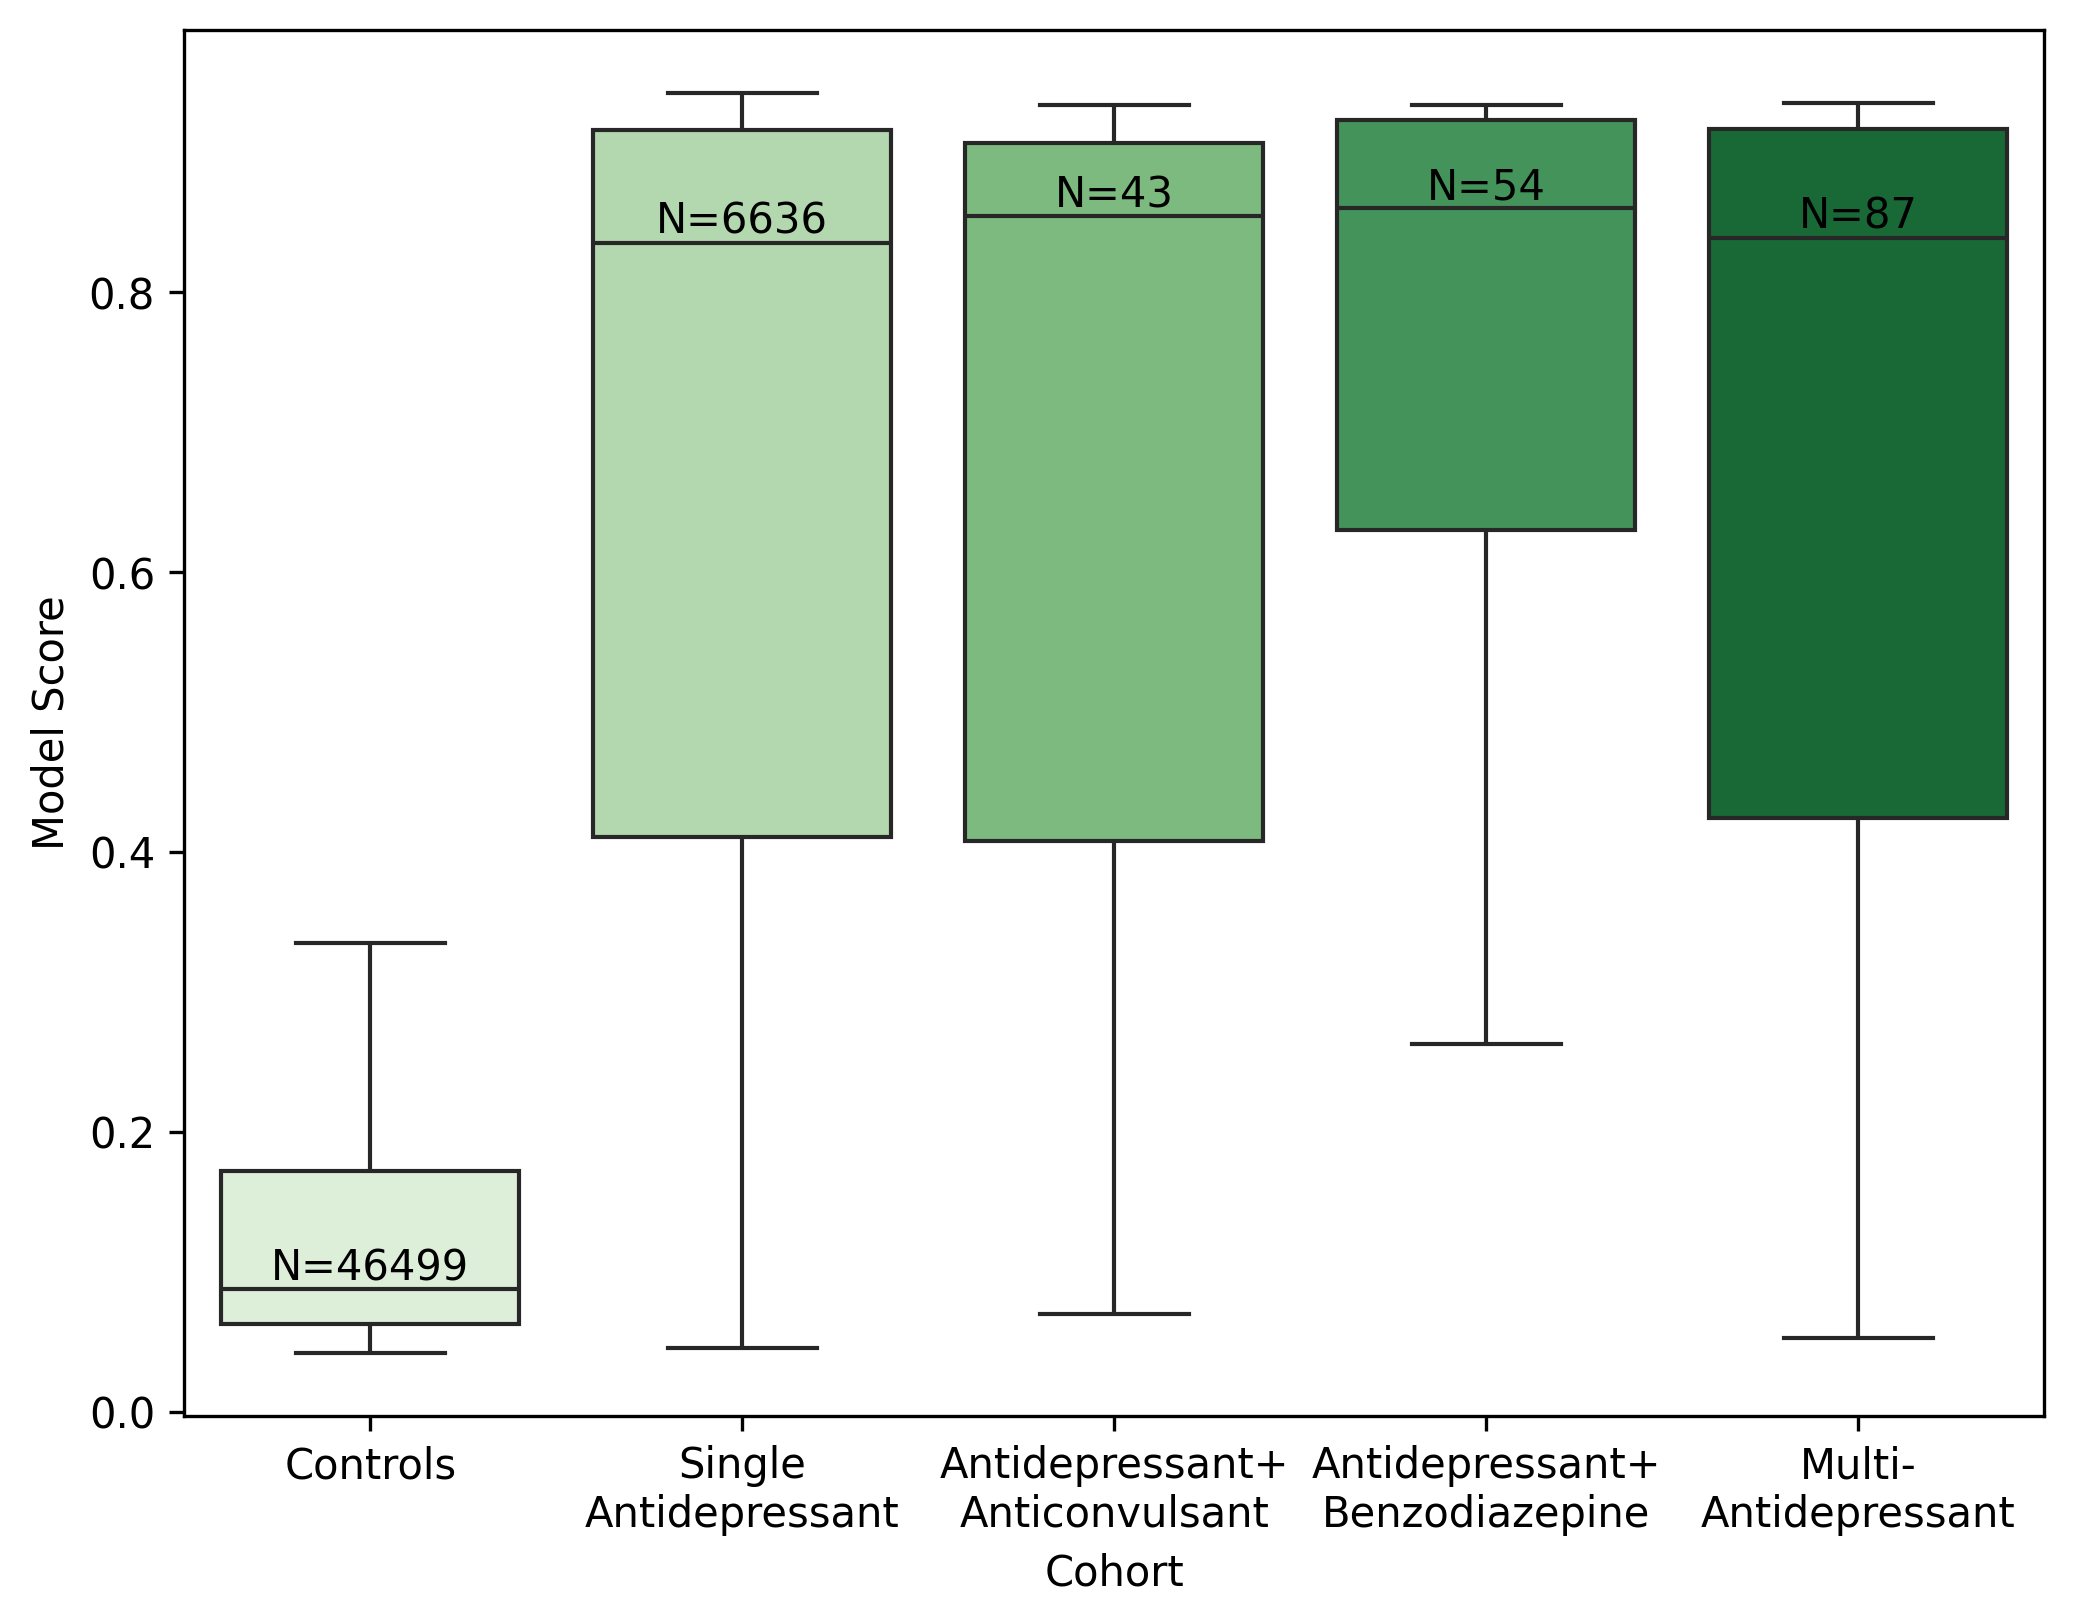 Model Score
0.8
0.6
0.4
0.2
0.0
N=46499
N=6636
N=43
N=54
N=87
Controls
Single
Antidepressant
Antidepressant+
Anticonvulsant
Antidepressant+
Benzodiazepine
Multi-
Antidepressant
Cohort